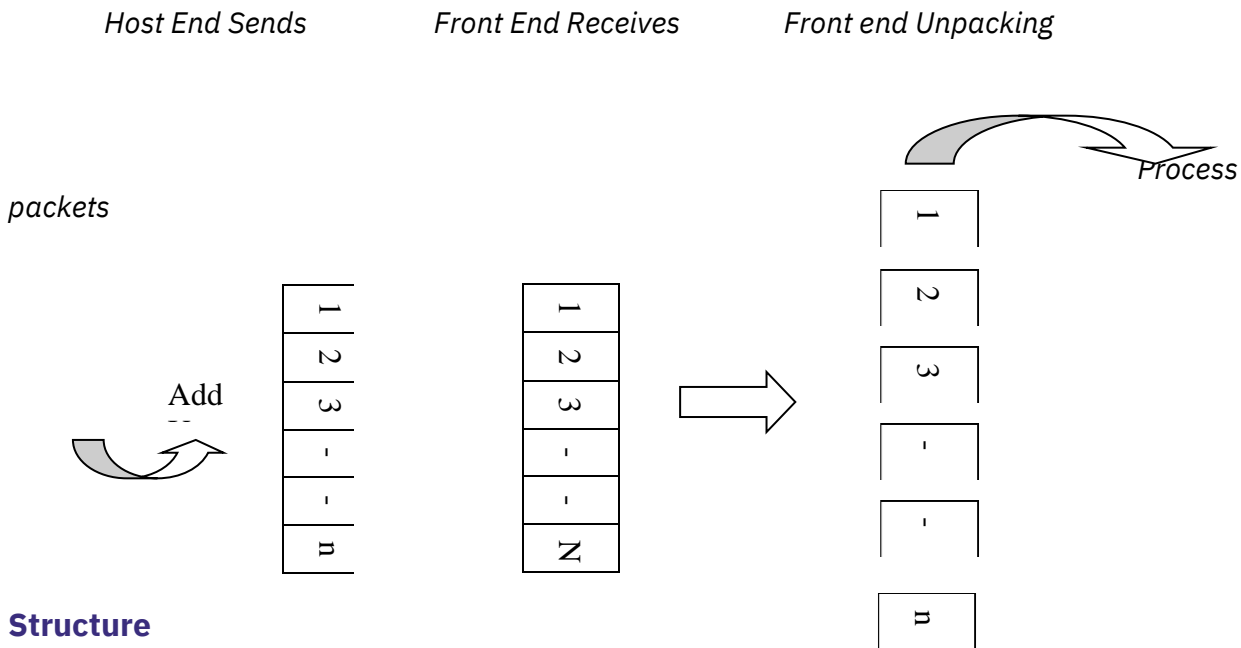 Host End Sends Front End Receives Front end Unpacking
Process
packets
1
2
3
-
-
n
Add
1
2
3
-
-
N
1
2
3
-
-
n
Structure